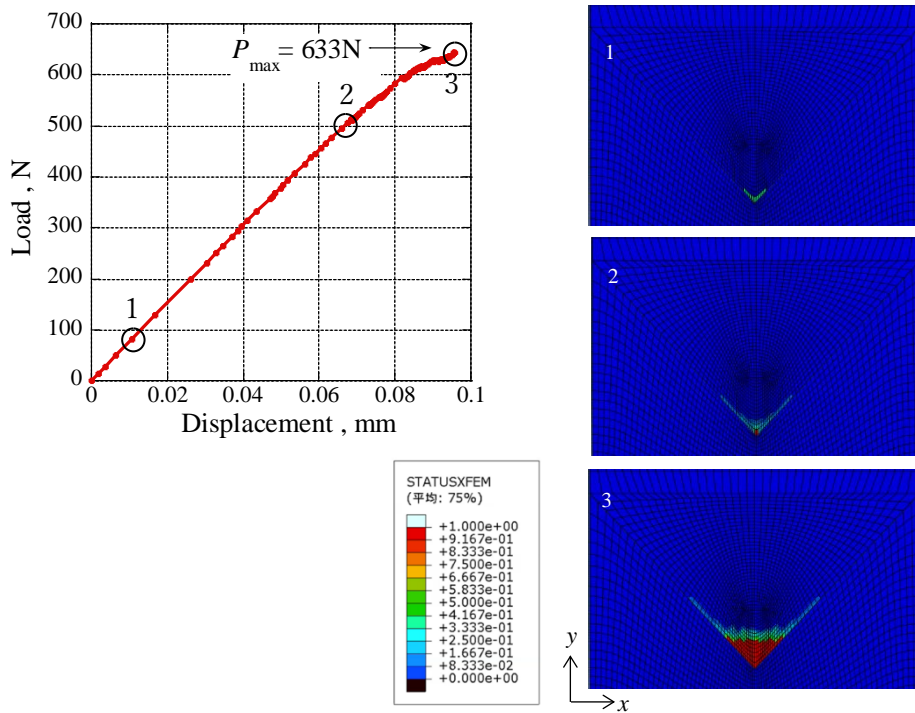 700
600
500
400
300
200
100
0
Load , N
P_max = 633N
1
2
3
0
0.02
0.04
0.06
0.08
0.1
Displacement , mm
1
2
3
STATUSXFEM
(平均: 75%)
+1.000e+00
+9.167e-01
+8.333e-01
+7.500e-01
+6.667e-01
+5.833e-01
+5.000e-01
+4.167e-01
+3.333e-01
+2.500e-01
+1.667e-01
+8.333e-02
+0.000e+00
y
x